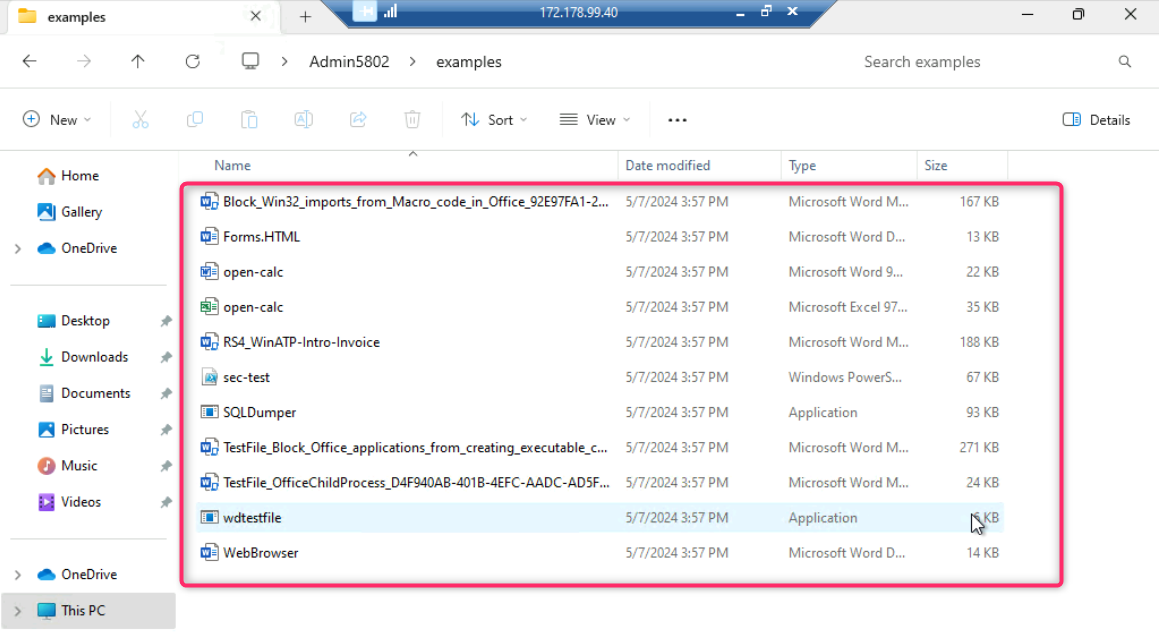 examples
172.178.99.40
Admin5802 > examples
Search examples
New
Sort
View
Details
Name Date modified Type Size
Home
Gallery
OneDrive
Desktop
Downloads
Documents
Pictures
Music
Videos
OneDrive
This PC
Block_Win32_imports_from_Macro_code_in_Office_92E97FA1-2... 5/7/2024 3:57 PM Microsoft Word M... 167 KB
Forms.HTML 5/7/2024 3:57 PM Microsoft Word D... 13 KB
open-calc 5/7/2024 3:57 PM Microsoft Word 9... 22 KB
open-calc 5/7/2024 3:57 PM Microsoft Excel 97... 35 KB
RS4_WinATP-Intro-Invoice 5/7/2024 3:57 PM Microsoft Word M... 188 KB
sec-test 5/7/2024 3:57 PM Windows PowerS... 67 KB
SQLDumper 5/7/2024 3:57 PM Application 93 KB
TestFile_Block_Office_applications_from_creating_executable_c... 5/7/2024 3:57 PM Microsoft Word M... 271 KB
TestFile_OfficeChildProcess_D4F940AB-401B-4EFC-AADC-AD5F... 5/7/2024 3:57 PM Microsoft Word M... 24 KB
wdtestfile 5/7/2024 3:57 PM Application KB
WebBrowser 5/7/2024 3:57 PM Microsoft Word D... 14 KB